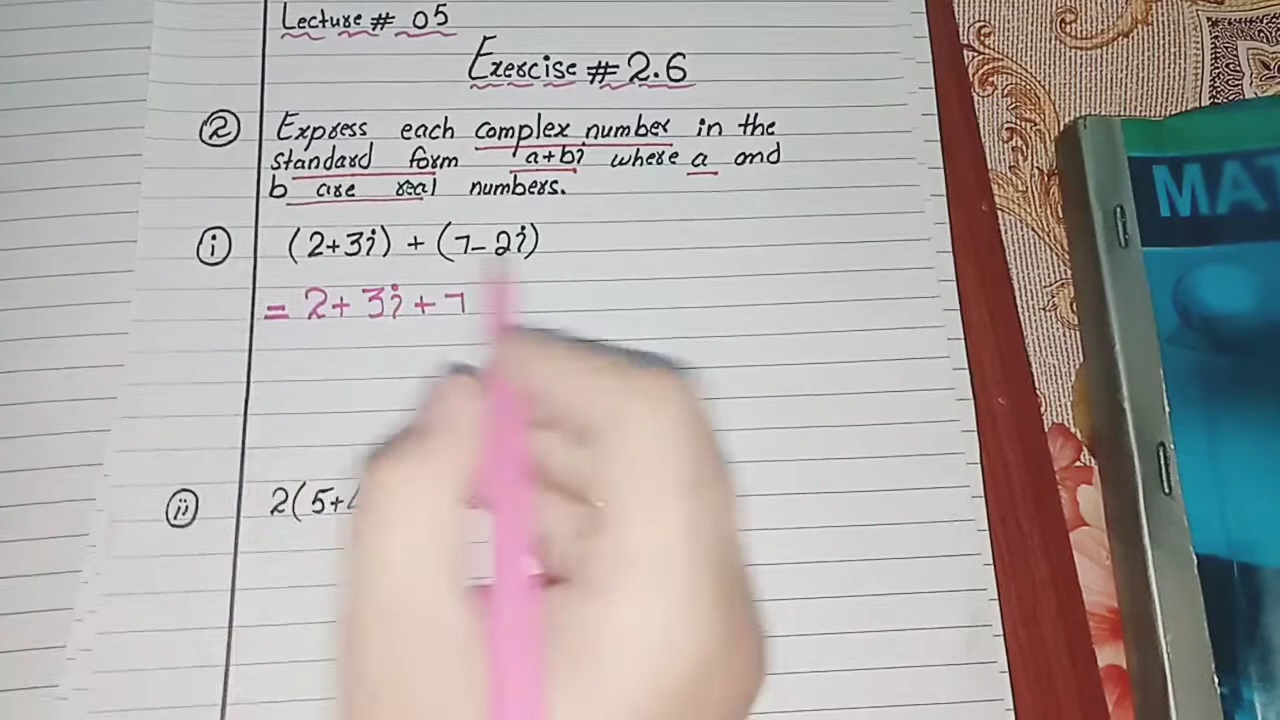 Lecture # 05
Exercise # 2.6
② Express each complex number in the
standard form a+bi where a and
b are real numbers.
(i) (2+3i) + (7-2i)
= 2+ 3i + 7
(ii) 2(5+
MAT